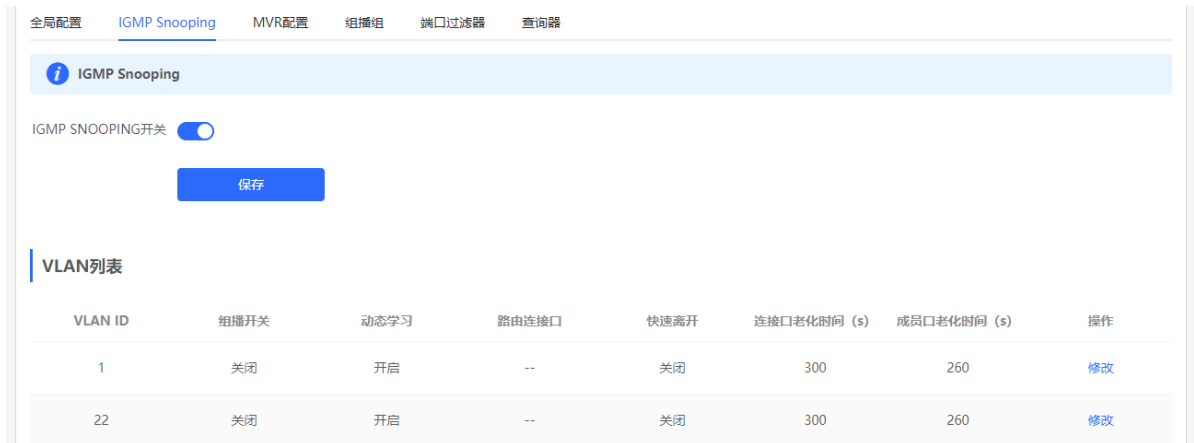 全局配置 IGMP Snooping MVR配置 组播组 端口过滤器 查询器
i IGMP Snooping
IGMP SNOOPING开关
保存
VLAN列表
VLAN ID 组播开关 动态学习 路由连接口 快速离开 连接口老化时间（s） 成员口老化时间（s） 操作
1 关闭 开启 -- 关闭 300 260 修改
22 关闭 开启 -- 关闭 300 260 修改